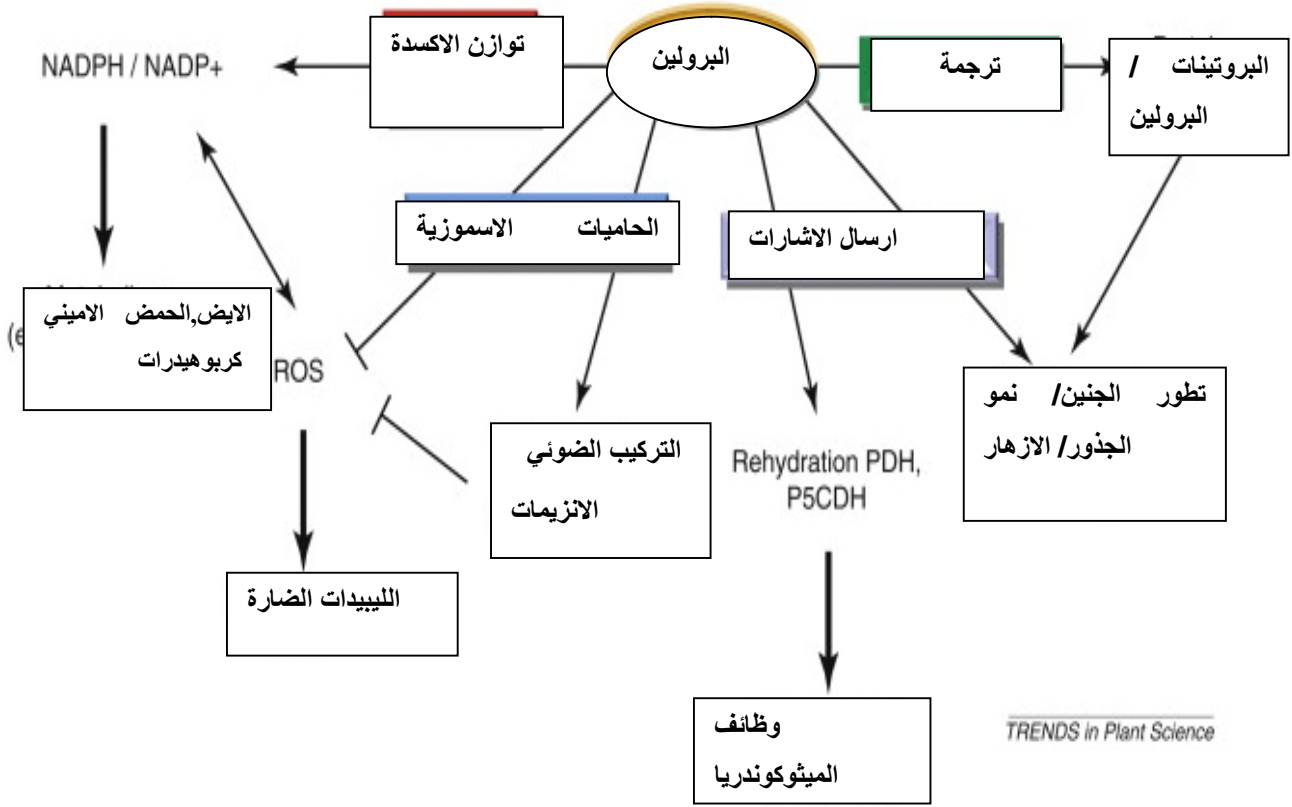 توازن الاكسدة
البرولين
ترجمة
البروتينات / البرولين
NADPH / NADP+
الحاميات الاسموزية
ارسال الاشارات
الايض,الحمض الاميني
كربوهيدرات
ROS
تطور الجنين/ نمو
الجذور/ الازهار
التركيب الضوئي
الانزيمات
Rehydration PDH,
P5CDH
الليبيدات الضارة
وظائف
الميثوكوندريا
TRENDS in Plant Science